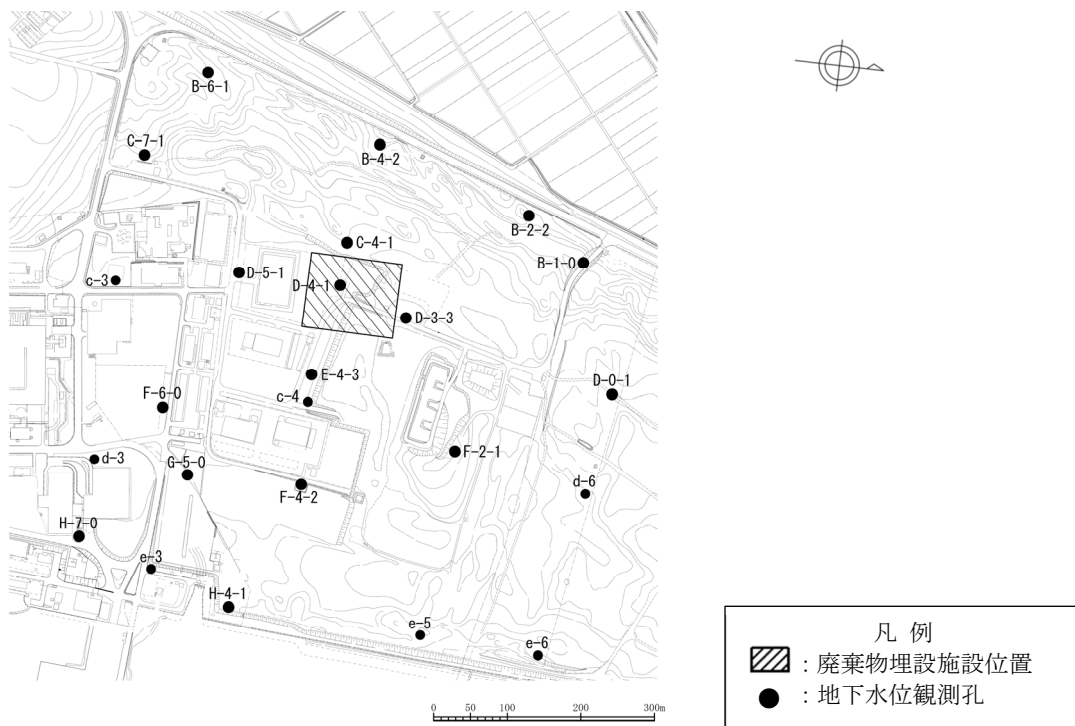 B-6-1
C-7-1
B-4-2
B-2-2
C-4-1
B-1-0
D-5-1
c-3
D-4-1
D-3-3
E-4-3
D-0-1
c-4
F-6-0
F-2-1
d-3
G-5-0
F-4-2
d-6
H-7-0
e-3
H-4-1
e-5
e-6
0 50 100 200 300m
凡 例
：廃棄物埋設施設位置
：地下水位観測孔